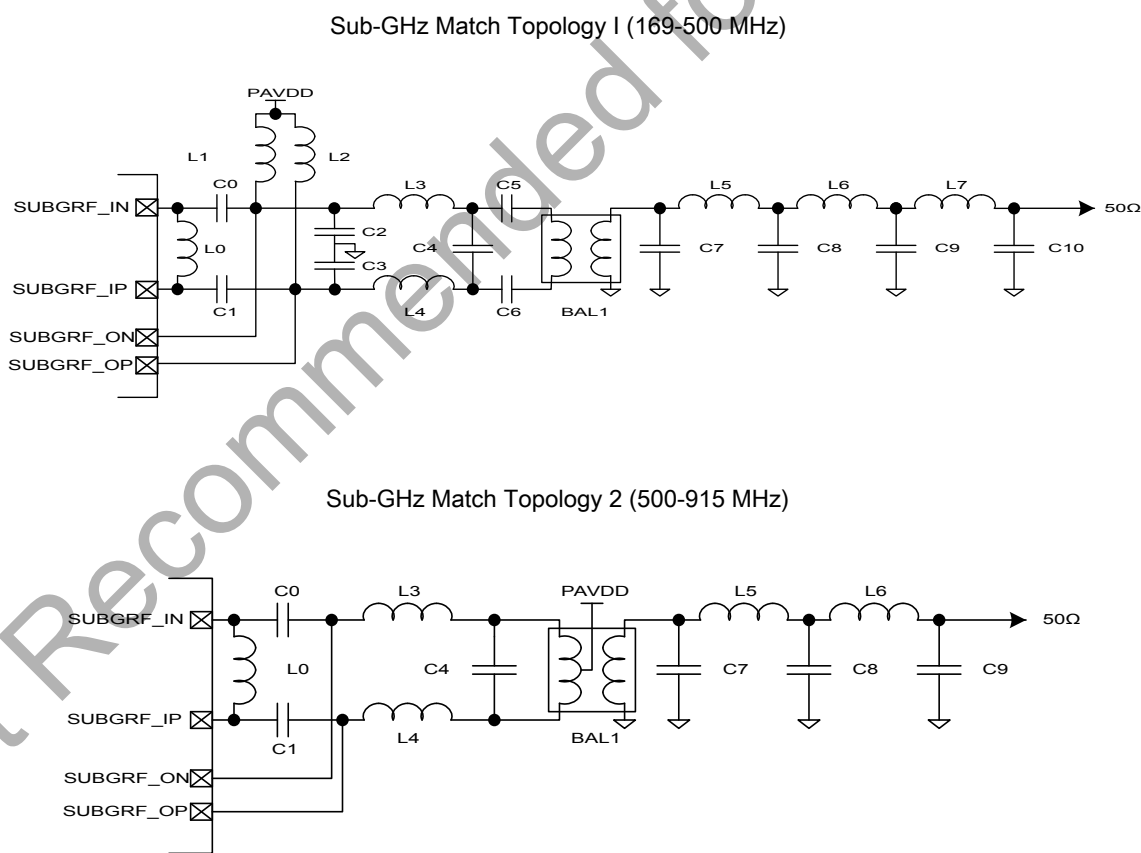 Sub-GHz Match Topology I (169-500 MHz)
PAVDD
L1
L2
C0
L3
C5
L5
L6
L7
SUBGRF_IN
50Ω
L0
C2
C4
C7
C8
C9
C10
C3
SUBGRF_IP
C1
L4
C6
BAL1
SUBGRF_ON
SUBGRF_OP
Sub-GHz Match Topology 2 (500-915 MHz)
C0
L3
PAVDD
L5
L6
SUBGRF_IN
50Ω
L0
C4
C7
C8
C9
SUBGRF_IP
C1
L4
BAL1
SUBGRF_ON
SUBGRF_OP
Recommended